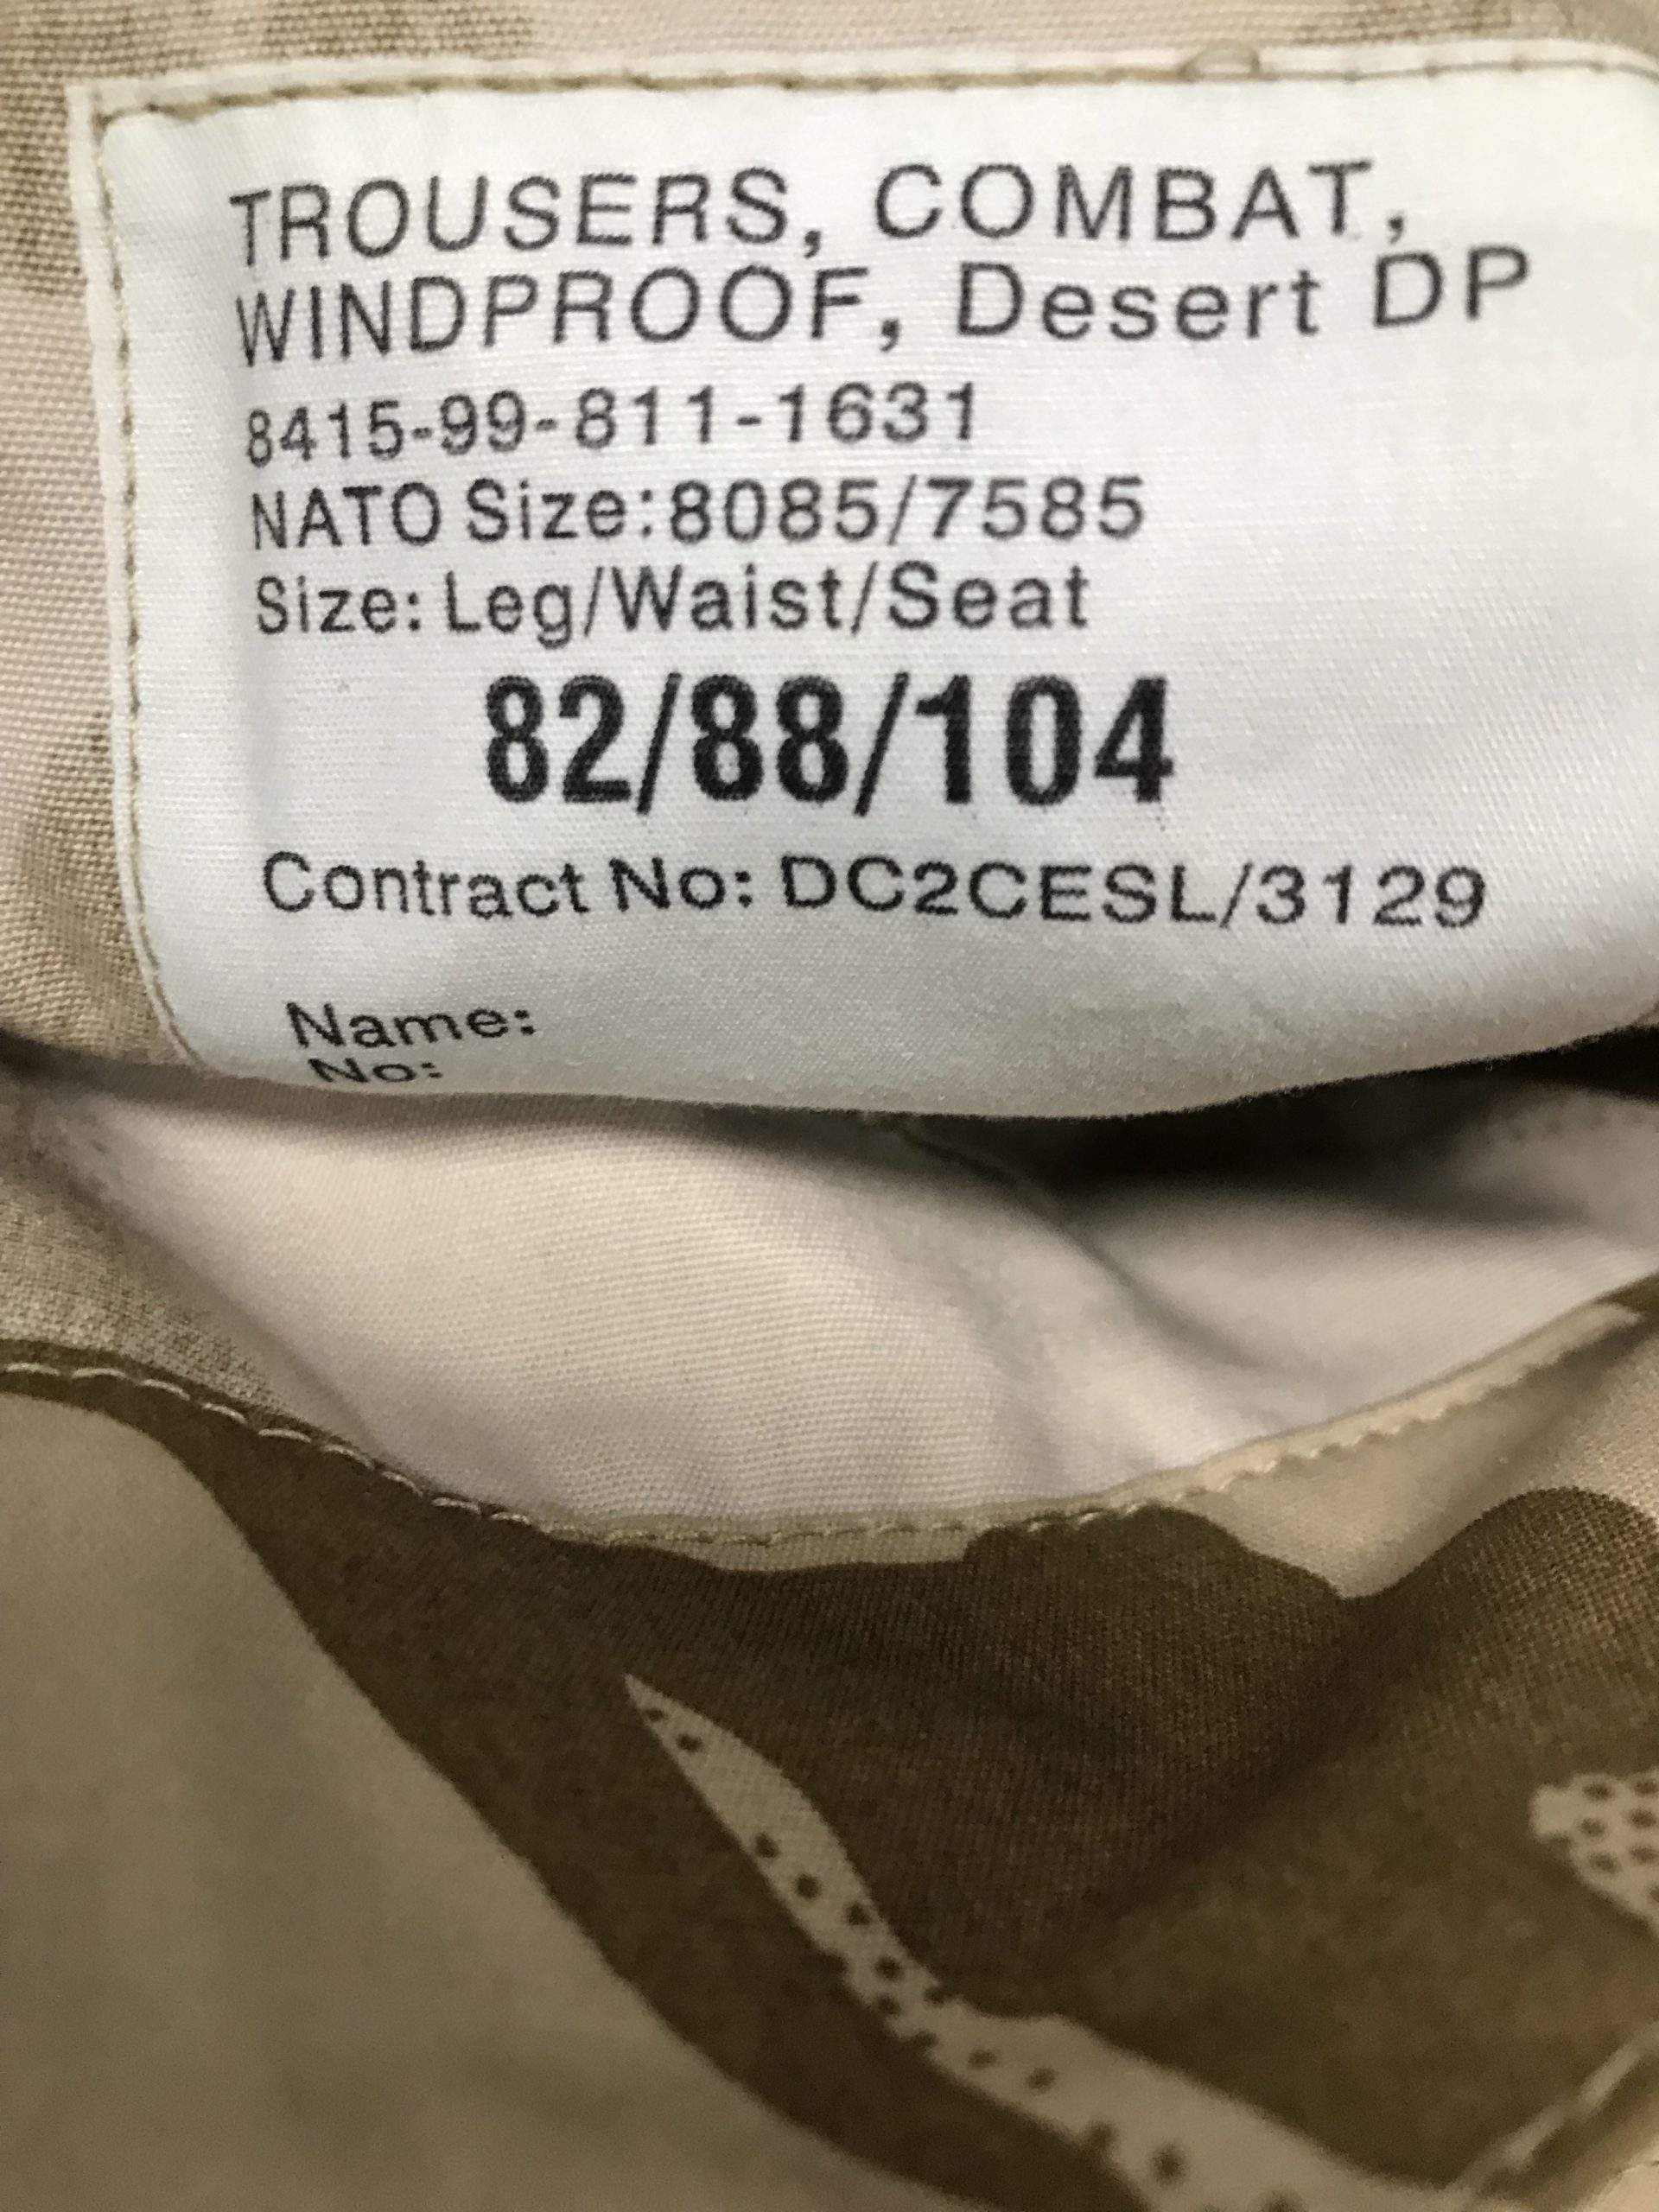 TROUSERS, COMBAT,
WINDPROOF, Desert DP
8415-99-811-1631
NATO Size:8085/7585
Size: Leg/Waist/Seat
82/88/104
Contract No: DC2CESL/3129
Name:
No: